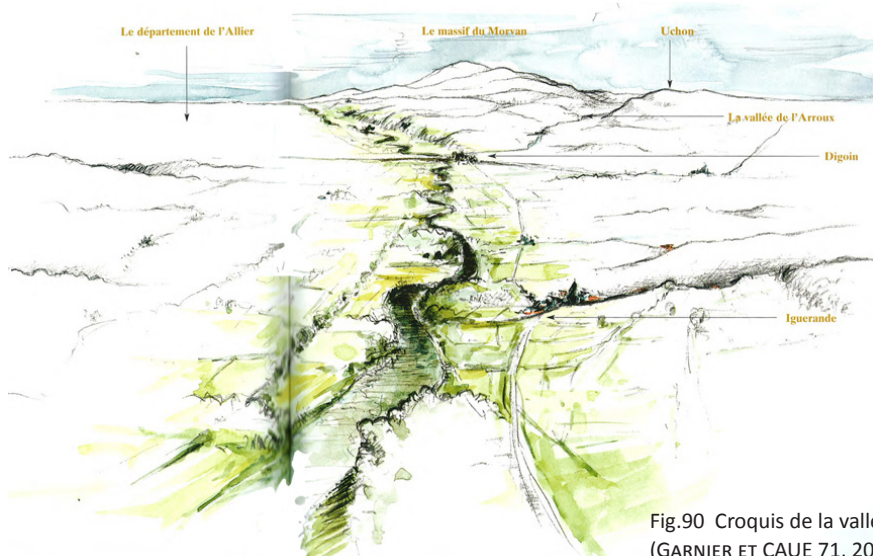 Le département de l'Allier
Le massif du Morvan
Uchon
La vallée de l'Arroux
Digoin
Iguerande
Fig.90 Croquis de la vallé
(GARNIER ET CAUE 71, 20